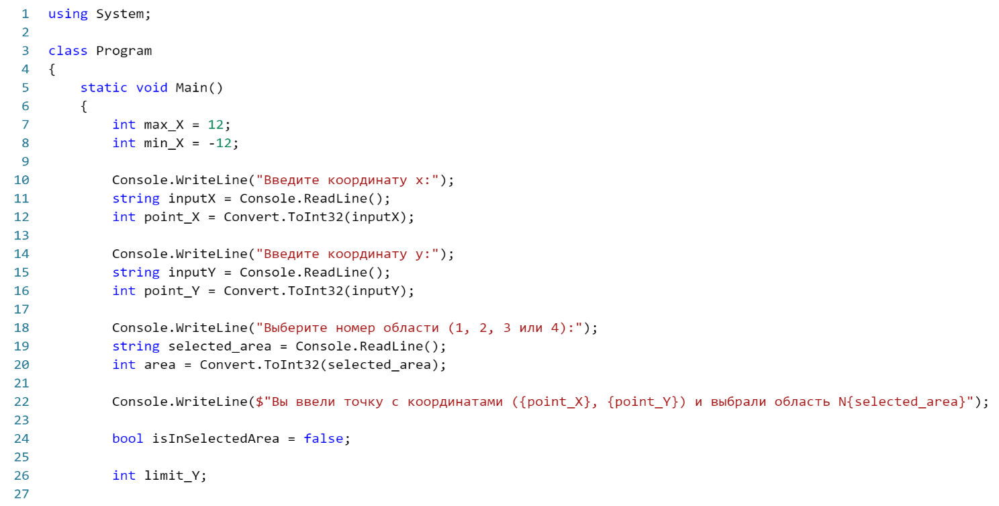 1 using System;
2
3 class Program
4 {
5     static void Main()
6     {
7         int max_X = 12;
8         int min_X = -12;
9
10         Console.WriteLine("Введите координату x:");
11         string inputX = Console.ReadLine();
12         int point_X = Convert.ToInt32(inputX);
13
14         Console.WriteLine("Введите координату y:");
15         string inputY = Console.ReadLine();
16         int point_Y = Convert.ToInt32(inputY);
17
18         Console.WriteLine("Выберите номер области (1, 2, 3 или 4):");
19         string selected_area = Console.ReadLine();
20         int area = Convert.ToInt32(selected_area);
21
22         Console.WriteLine($"Вы ввели точку с координатами ({point_X}, {point_Y}) и выбрали область N{selected_area}");
23
24         bool isInSelectedArea = false;
25
26         int limit_Y;
27